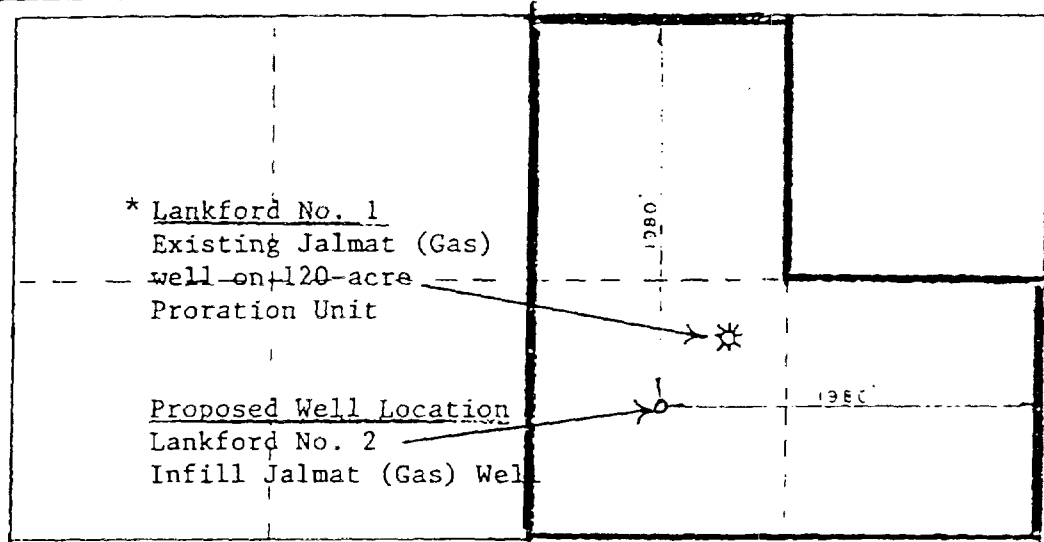 * Lankford No. 1
Existing Jalmat (Gas)
well on 120-acre
Proration Unit
1980'
Proposed Well Location
Lankford No. 2
Infill Jalmat (Gas) Well
1980'